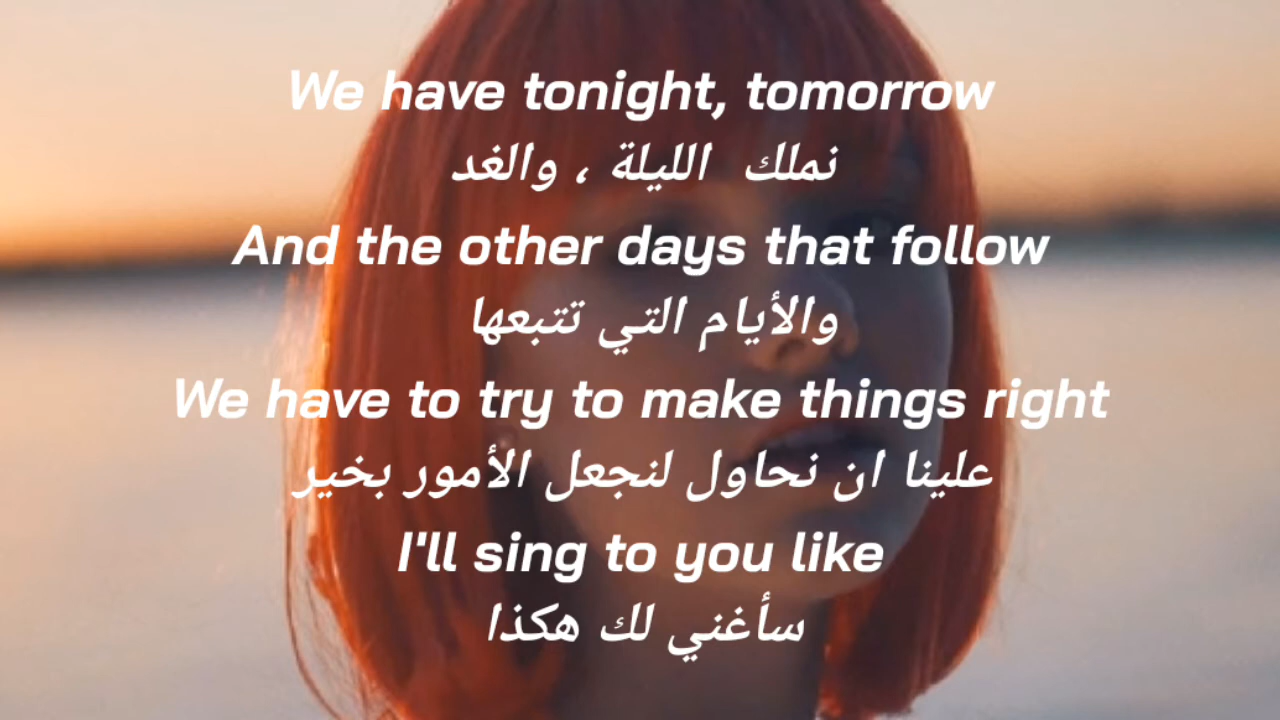 We have tonight, tomorrow
نملك الليلة ، والغد
And the other days that follow
والأيام التي تتبعها
We have to try to make things right
علينا ان نحاول لنجعل الأمور بخير
I'll sing to you like
سأغني لك هكذا